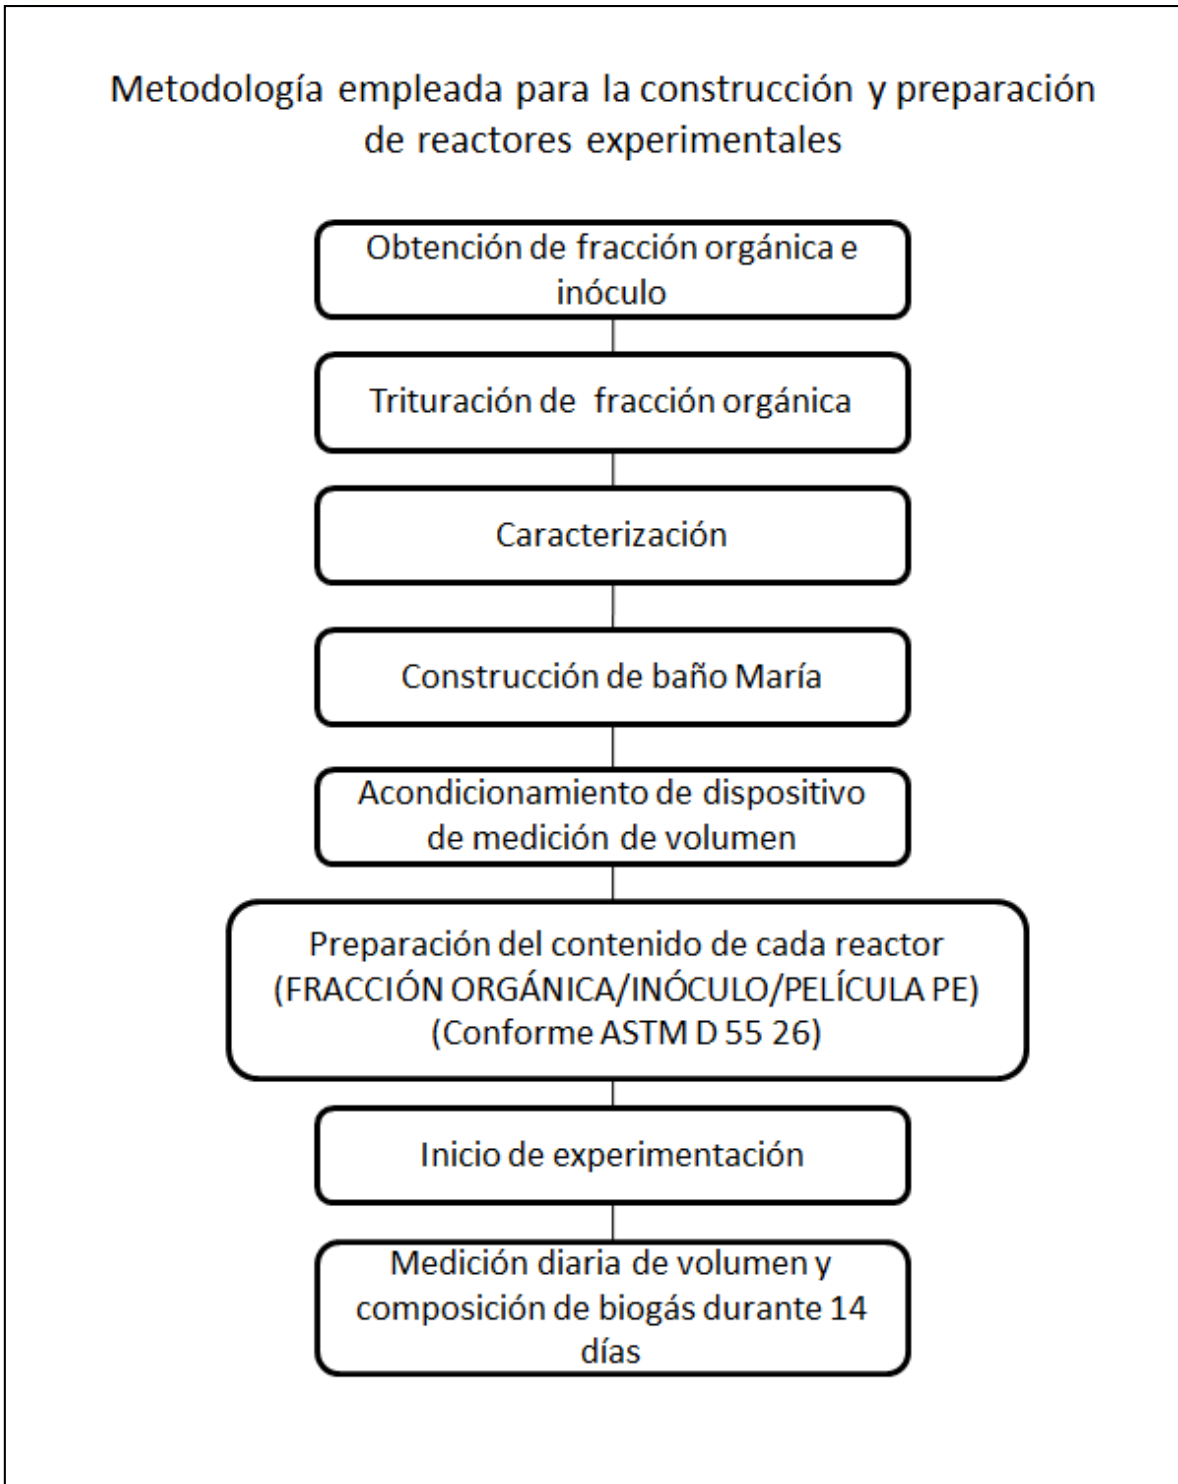 Metodología empleada para la construcción y preparación
de reactores experimentales
Obtención de fracción orgánica e
inóculo
Trituración de fracción orgánica
Caracterización
Construcción de baño María
Acondicionamiento de dispositivo
de medición de volumen
Preparación del contenido de cada reactor
(FRACCIÓN ORGÁNICA/INÓCULO/PELÍCULA PE)
(Conforme ASTM D 55 26)
Inicio de experimentación
Medición diaria de volumen y
composición de biogás durante 14
días